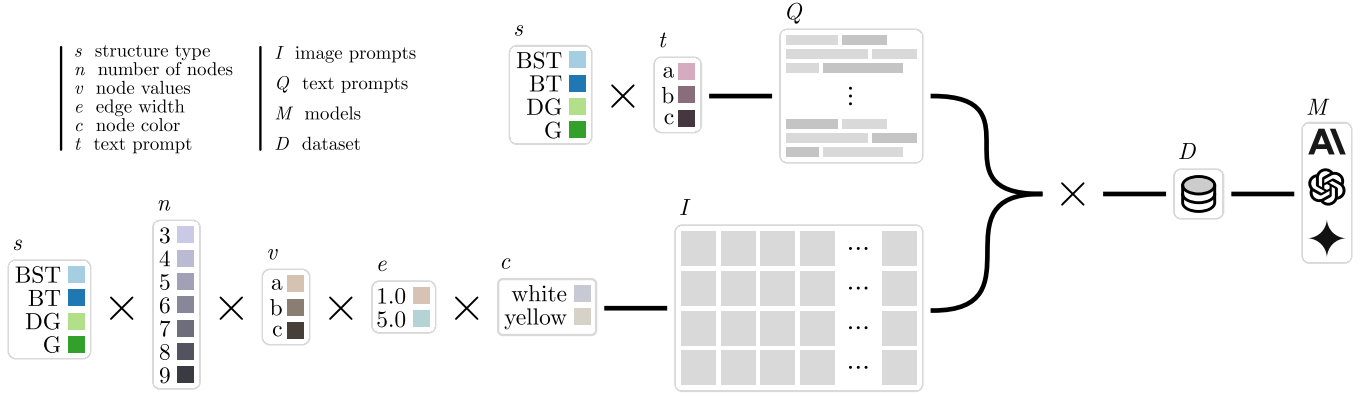 s structure type
n number of nodes
v node values
e edge width
c node color
t text prompt
I image prompts
Q text prompts
M models
D dataset
s
BST
BT
DG
G
t
a
b
c
Q
D
M
s
BST
BT
DG
G
n
3
4
5
6
7
8
9
v
a
b
c
e
1.0
5.0
c
white
yellow
I